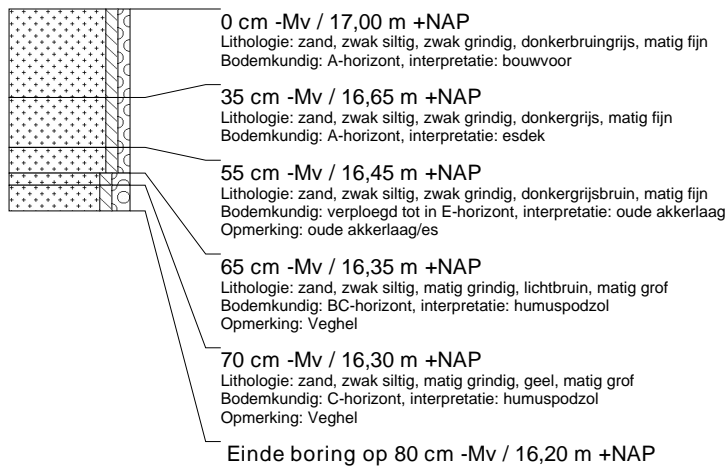 0 cm -Mv / 17,00 m +NAP
Lithologie: zand, zwak siltig, zwak grindig, donkerbruingrijs, matig fijn
Bodemkundig: A-horizont, interpretatie: bouwvoor
35 cm -Mv / 16,65 m +NAP
Lithologie: zand, zwak siltig, zwak grindig, donkergrijs, matig fijn
Bodemkundig: A-horizont, interpretatie: esdek
55 cm -Mv / 16,45 m +NAP
Lithologie: zand, zwak siltig, zwak grindig, donkergrijsbruin, matig fijn
Bodemkundig: verploegd tot in E-horizont, interpretatie: oude akkerlaag
Opmerking: oude akkerlaag/es
65 cm -Mv / 16,35 m +NAP
Lithologie: zand, zwak siltig, matig grindig, lichtbruin, matig grof
Bodemkundig: BC-horizont, interpretatie: humuspodzol
Opmerking: Veghel
70 cm -Mv / 16,30 m +NAP
Lithologie: zand, zwak siltig, matig grindig, geel, matig grof
Bodemkundig: C-horizont, interpretatie: humuspodzol
Opmerking: Veghel
Einde boring op 80 cm -Mv / 16,20 m +NAP